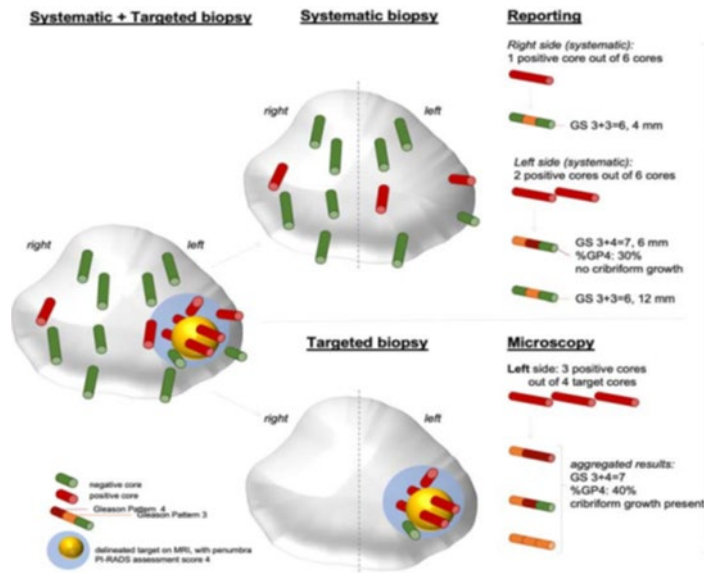 Systematic + Targeted biopsy
right
left
negative core
positive core
Gleason Pattern 4
Gleason Pattern 3
delineated target on MRI, with penumbra
PI-RADS assessment score 4
Systematic biopsy
right
left
Targeted biopsy
right
left
Reporting
Right side (systematic):
1 positive core out of 6 cores
GS 3+3=6, 4 mm
Left side (systematic):
2 positive cores out of 6 cores
GS 3+4=7, 6 mm
%GP4: 30%
no cribriform growth
GS 3+3=6, 12 mm
Microscopy
Left side: 3 positive cores
out of 4 target cores
aggregated results:
GS 3+4=7
%GP4: 40%
cribriform growth present